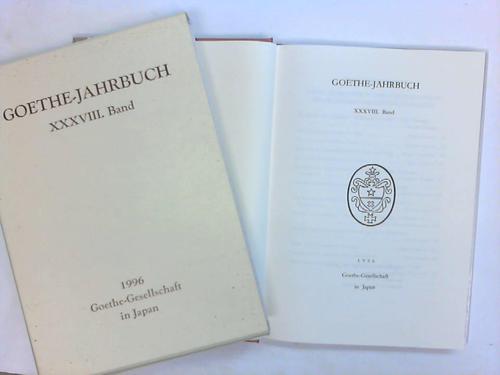 GOETHE-JAHRBUCH
XXXVIII. Band
1996
Goethe-Gesellschaft
in Japan
GOETHE-JAHRBUCH
XXXVIII. Band
1996
Goethe-Gesellschaft
in Japan